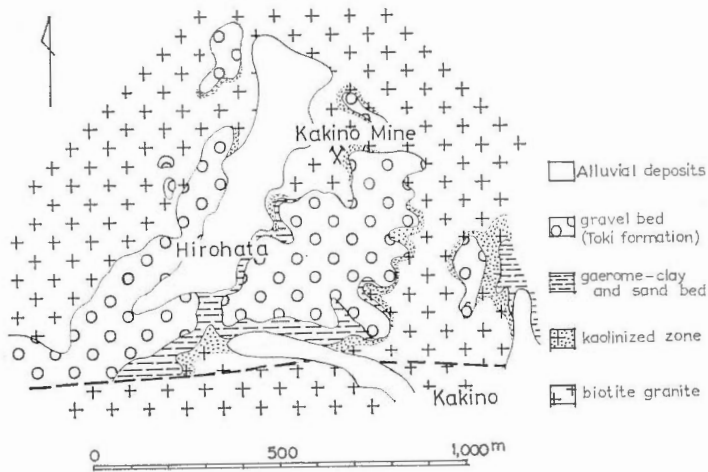 Kakino Mine
Hirohata
Kakino
Alluvial deposits
gravel bed
(Toki formation)
gaerome-clay
and sand bed
kaolinized zone
biotite granite
0 500 1,000 m